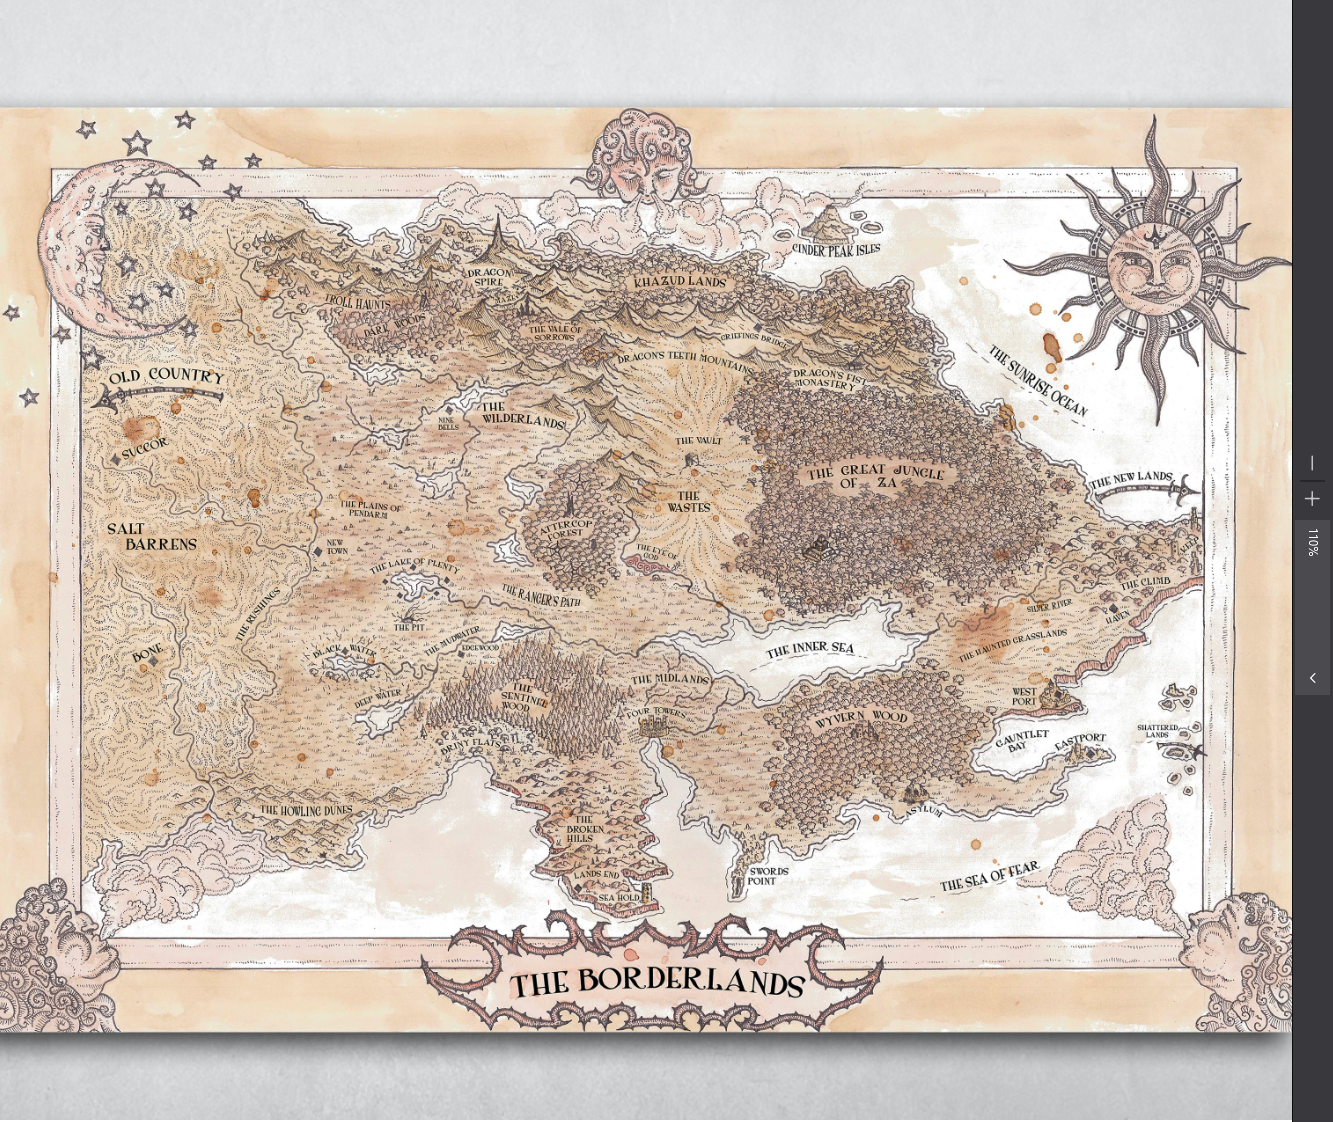 CINDER PEAK ISLES
DRAGON
SPIRE
KHAZUD LANDS
TROLL HAUNTS
DARK WOODS
THE VALE OF
SORROWS
GRIFFINGS BRIDGE
DRAGON'S TEETH MOUNTAINS
DRAGON'S FIST
MONASTERY
THE SUNRISE OCEAN
OLD COUNTRY
NINE
BELLS
THE
WILDERLANDS
SUCCOR
THE VAULT
THE GREAT JUNGLE
OF ZA
THE NEW LANDS
THE
WASTES
THE PLAINS OF
PENDARM
SALT
BARRENS
ATTERCOP
FOREST
NEW
TOWN
THE EYE OF
GOD
THE LAKE OF PLENTY
THE CLIMB
THE RANGER'S PATH
THE RUSHINGS
SILVER RIVER
HAVEN
THE PIT
THE MUDWATER
EDGEWOOD
BLACK WATER
THE INNER SEA
THE HAUNTED GRASSLANDS
BONE
THE MIDLANDS
THE
SENTINEL
WOOD
DEEP WATER
WEST
PORT
FOUR TOWERS
WYVERN WOOD
BRINY FLATS
GAUNTLET
BAY
EASTPORT
SHATTERED
LANDS
THE HOWLING DUNES
ASYLUM
THE
BROKEN
HILLS
LANDS END
SEA HOLD
SWORDS
POINT
THE SEA OF FEAR
THE BORDERLANDS
110%